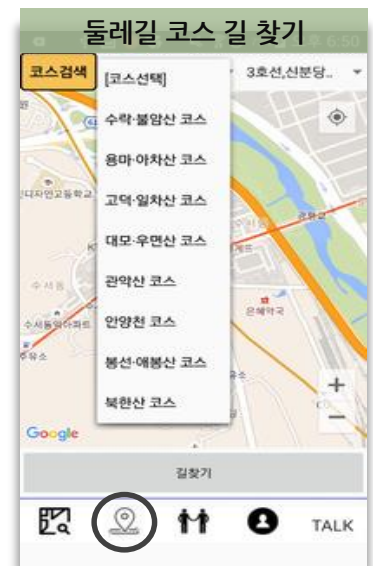 둘레길 코스 길 찾기
코스검색
[코스선택]
3호선,신분당..
수락·불암산 코스
용마·아차산 코스
고덕·일자산 코스
대모·우면산 코스
관악산 코스
안양천 코스
봉선·애봉산 코스
북한산 코스
은혜약국
Google
길찾기
TALK